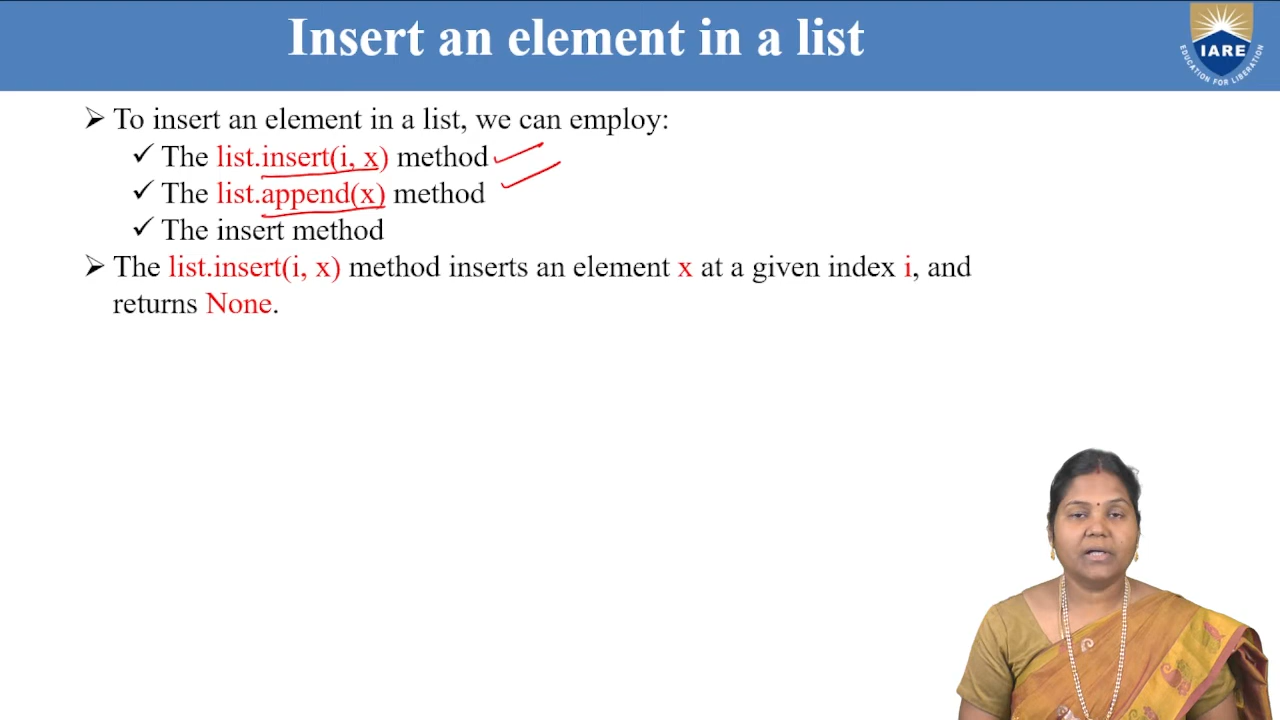 Insert an element in a list
IARE
EDUCATION FOR LIBERATION
➢ To insert an element in a list, we can employ:
✓ The list.insert(i, x) method
✓ The list.append(x) method
✓ The insert method
➢ The list.insert(i, x) method inserts an element x at a given index i, and
returns None.